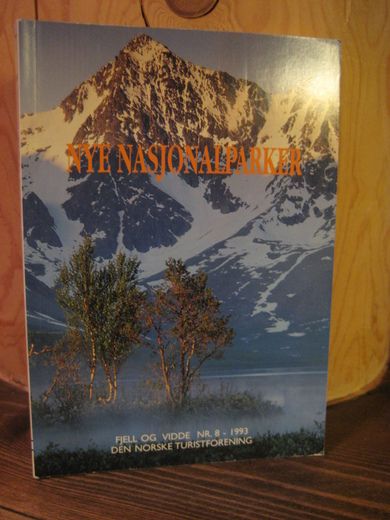 NYE NASJONALPARKER
FJELL OG VIDDE NR. 8 - 1993
DEN NORSKE TURISTFORENING